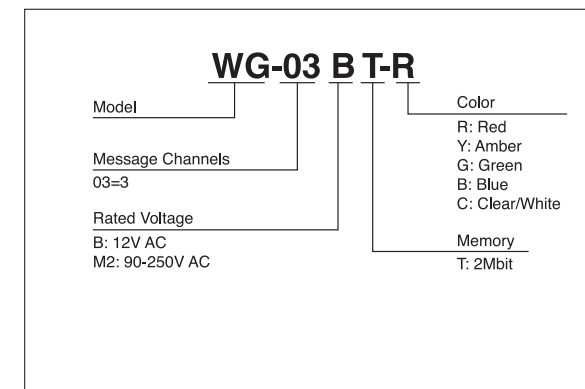 WG-03 B T-R
Model
Message Channels
03=3
Rated Voltage
B: 12V AC
M2: 90-250V AC
Color
R: Red
Y: Amber
G: Green
B: Blue
C: Clear/White
Memory
T: 2Mbit